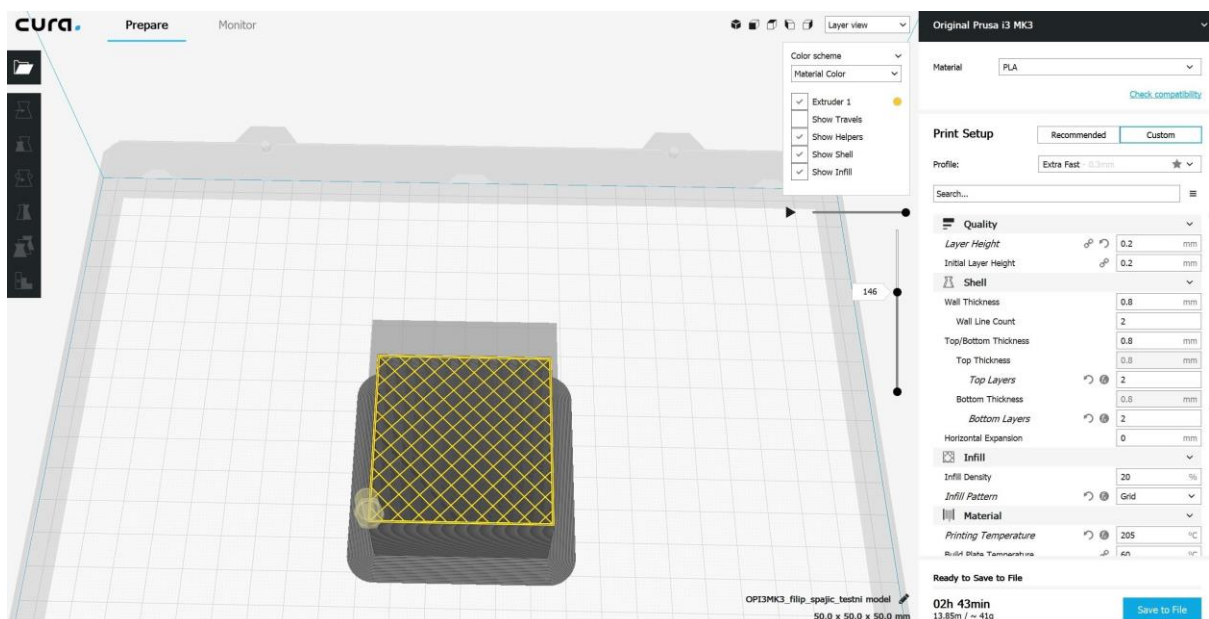 cura.
Prepare
Monitor
Layer view
Original Prusa i3 MK3
Material
PLA
Check compatibility
Print Setup
Recommended
Custom
Profile:
Extra Fast - 0.3mm
Search...
Quality
Layer Height
0.2 mm
Initial Layer Height
0.2 mm
Shell
Wall Thickness
0.8 mm
Wall Line Count
2
Top/Bottom Thickness
0.8 mm
Top Thickness
0.8 mm
Top Layers
2
Bottom Thickness
0.8 mm
Bottom Layers
2
Horizontal Expansion
0 mm
Infill
Infill Density
20 %
Infill Pattern
Grid
Material
Printing Temperature
205 °C
Build Plate Temperature
60 °C
Ready to Save to File
02h 43min
13.85m / ~ 41g
Save to File
Color scheme
Material Color
Extruder 1
Show Travels
Show Helpers
Show Shell
Show Infill
146
OPI3MK3_filip_spajic_testni model
50.0 x 50.0 x 50.0 mm